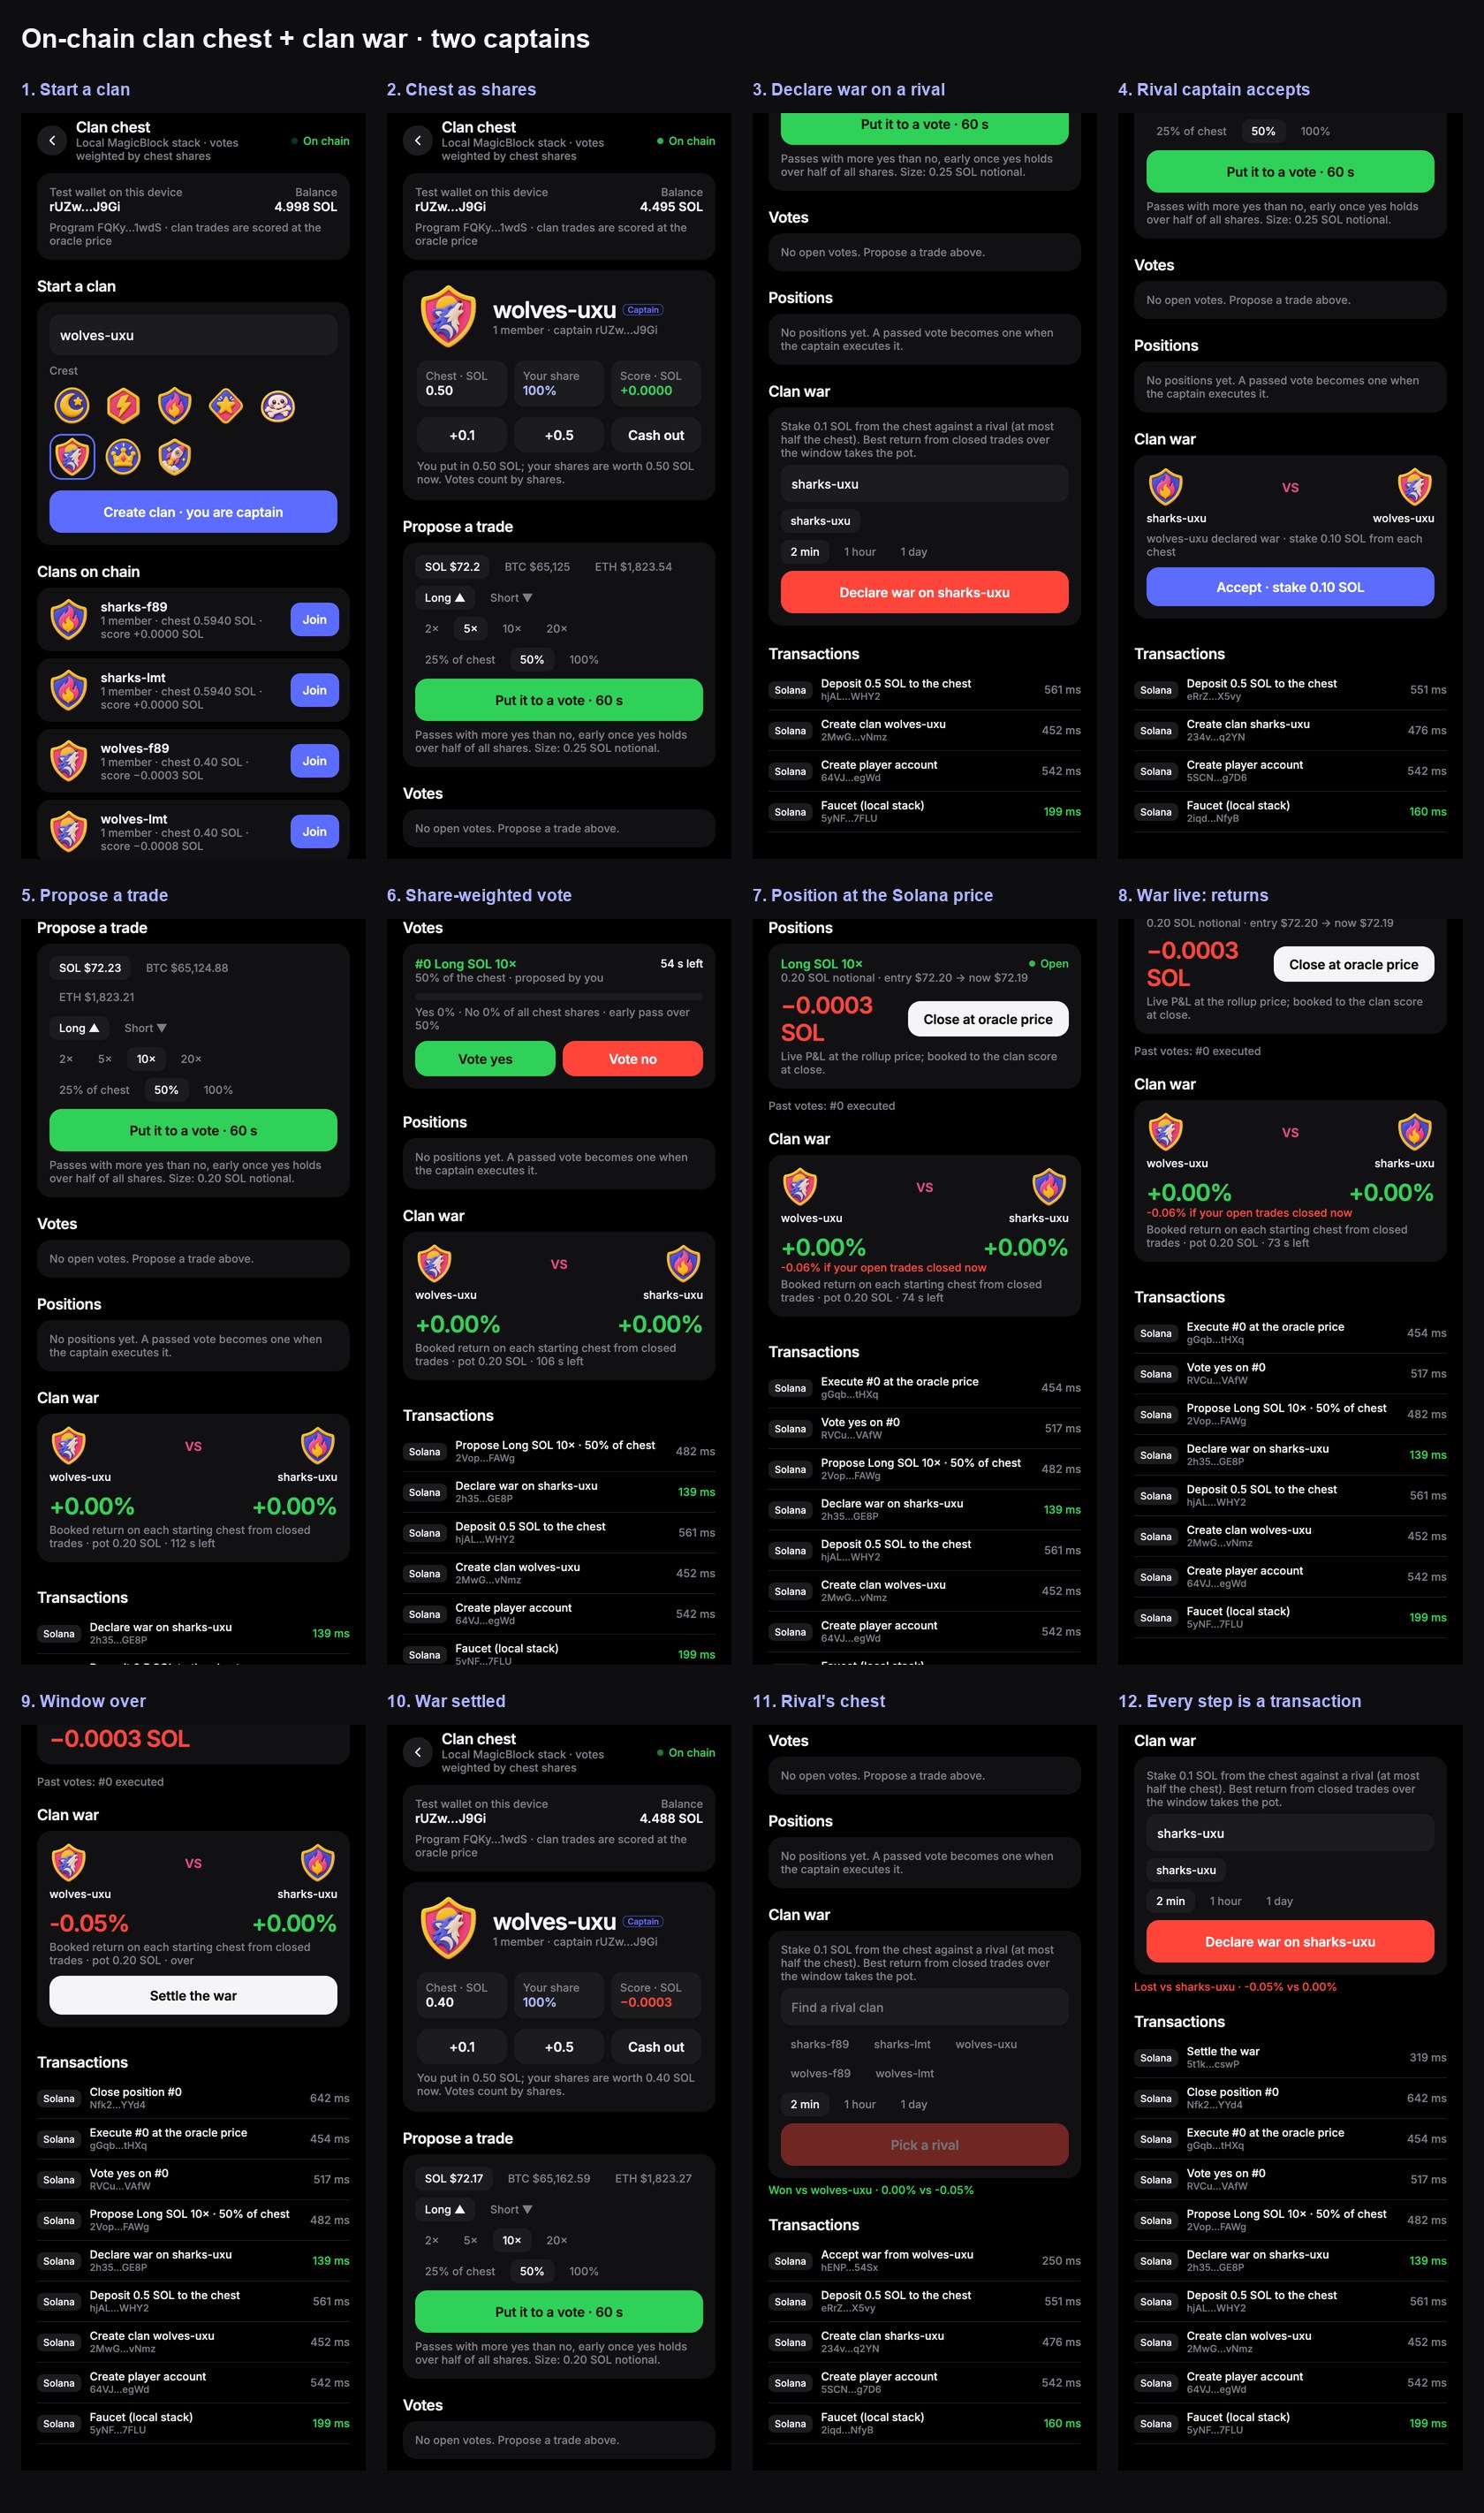 On-chain clan chest + clan war · two captains
1. Start a clan
Clan chest
Local MagicBlock stack · votes
weighted by chest shares
On chain
Test wallet on this device
Balance
rUZw...J9Gi
4.998 SOL
Program FQKy...1wdS · clan trades are scored at the
oracle price
Start a clan
wolves-uxu
Crest
Create clan · you are captain
Clans on chain
sharks-f89
1 member · chest 0.5940 SOL ·
score +0.0000 SOL
Join
sharks-lmt
1 member · chest 0.5940 SOL ·
score +0.0000 SOL
Join
wolves-f89
1 member · chest 0.40 SOL ·
score −0.0003 SOL
Join
wolves-lmt
1 member · chest 0.40 SOL ·
score −0.0008 SOL
Join
2. Chest as shares
Clan chest
Local MagicBlock stack · votes
weighted by chest shares
On chain
Test wallet on this device
Balance
rUZw...J9Gi
4.495 SOL
Program FQKy...1wdS · clan trades are scored at the
oracle price
wolves-uxu Captain
1 member · captain rUZw...J9Gi
Chest · SOL
0.50
Your share
100%
Score · SOL
+0.0000
+0.1
+0.5
Cash out
You put in 0.50 SOL; your shares are worth 0.50 SOL
now. Votes count by shares.
Propose a trade
SOL $72.2 BTC $65,125 ETH $1,823.54
Long ▲ Short ▼
2× 5× 10× 20×
25% of chest 50% 100%
Put it to a vote · 60 s
Passes with more yes than no, early once yes holds
over half of all shares. Size: 0.25 SOL notional.
Votes
No open votes. Propose a trade above.
3. Declare war on a rival
Put it to a vote · 60 s
Passes with more yes than no, early once yes holds
over half of all shares. Size: 0.25 SOL notional.
Votes
No open votes. Propose a trade above.
Positions
No positions yet. A passed vote becomes one when
the captain executes it.
Clan war
Stake 0.1 SOL from the chest against a rival (at most
half the chest). Best return from closed trades over
the window takes the pot.
sharks-uxu
sharks-uxu
2 min 1 hour 1 day
Declare war on sharks-uxu
Transactions
Solana Deposit 0.5 SOL to the chest 561 ms
hjAL...WHY2
Solana Create clan wolves-uxu 452 ms
2MwG...vNmz
Solana Create player account 542 ms
64VJ...egWd
Solana Faucet (local stack) 199 ms
5yNF...7FLU
4. Rival captain accepts
25% of chest 50% 100%
Put it to a vote · 60 s
Passes with more yes than no, early once yes holds
over half of all shares. Size: 0.25 SOL notional.
Votes
No open votes. Propose a trade above.
Positions
No positions yet. A passed vote becomes one when
the captain executes it.
Clan war
VS
sharks-uxu wolves-uxu
wolves-uxu declared war · stake 0.10 SOL from each
chest
Accept · stake 0.10 SOL
Transactions
Solana Deposit 0.5 SOL to the chest 551 ms
eRrZ...X5vy
Solana Create clan sharks-uxu 476 ms
234v...q2YN
Solana Create player account 542 ms
5SCN...g7D6
Solana Faucet (local stack) 160 ms
2iqd...NfyB
5. Propose a trade
Propose a trade
SOL $72.23 BTC $65,124.88
ETH $1,823.21
Long ▲ Short ▼
2× 5× 10× 20×
25% of chest 50% 100%
Put it to a vote · 60 s
Passes with more yes than no, early once yes holds
over half of all shares. Size: 0.20 SOL notional.
Votes
No open votes. Propose a trade above.
Positions
No positions yet. A passed vote becomes one when
the captain executes it.
Clan war
VS
wolves-uxu sharks-uxu
+0.00% +0.00%
Booked return on each starting chest from closed
trades · pot 0.20 SOL · 112 s left
Transactions
Solana Declare war on sharks-uxu 139 ms
2h35...GE8P
6. Share-weighted vote
Votes
#0 Long SOL 10× 54 s left
50% of the chest · proposed by you
Yes 0% · No 0% of all chest shares · early pass over
50%
Vote yes
Vote no
Positions
No positions yet. A passed vote becomes one when
the captain executes it.
Clan war
VS
wolves-uxu sharks-uxu
+0.00% +0.00%
Booked return on each starting chest from closed
trades · pot 0.20 SOL · 106 s left
Transactions
Solana Propose Long SOL 10× · 50% of chest 482 ms
2Vop...FAWg
Solana Declare war on sharks-uxu 139 ms
2h35...GE8P
Solana Deposit 0.5 SOL to the chest 561 ms
hjAL...WHY2
Solana Create clan wolves-uxu 452 ms
2MwG...vNmz
Solana Create player account 542 ms
64VJ...egWd
Solana Faucet (local stack) 199 ms
5yNF...7FLU
7. Position at the Solana price
Positions
Long SOL 10× Open
0.20 SOL notional · entry $72.20 → now $72.19
−0.0003
SOL
Close at oracle price
Live P&L at the rollup price; booked to the clan score
at close.
Past votes: #0 executed
Clan war
VS
wolves-uxu sharks-uxu
+0.00% +0.00%
-0.06% if your open trades closed now
Booked return on each starting chest from closed
trades · pot 0.20 SOL · 74 s left
Transactions
Solana Execute #0 at the oracle price 454 ms
gGqb...tHXq
Solana Vote yes on #0 517 ms
RVCu...VAfW
Solana Propose Long SOL 10× · 50% of chest 482 ms
2Vop...FAWg
Solana Declare war on sharks-uxu 139 ms
2h35...GE8P
Solana Deposit 0.5 SOL to the chest 561 ms
hjAL...WHY2
Solana Create clan wolves-uxu 452 ms
2MwG...vNmz
Solana Create player account 542 ms
64VJ...egWd
8. War live: returns
0.20 SOL notional · entry $72.20 → now $72.19
−0.0003
SOL
Close at oracle price
Live P&L at the rollup price; booked to the clan score
at close.
Past votes: #0 executed
Clan war
VS
wolves-uxu sharks-uxu
+0.00% +0.00%
-0.06% if your open trades closed now
Booked return on each starting chest from closed
trades · pot 0.20 SOL · 73 s left
Transactions
Solana Execute #0 at the oracle price 454 ms
gGqb...tHXq
Solana Vote yes on #0 517 ms
RVCu...VAfW
Solana Propose Long SOL 10× · 50% of chest 482 ms
2Vop...FAWg
Solana Declare war on sharks-uxu 139 ms
2h35...GE8P
Solana Deposit 0.5 SOL to the chest 561 ms
hjAL...WHY2
Solana Create clan wolves-uxu 452 ms
2MwG...vNmz
Solana Create player account 542 ms
64VJ...egWd
Solana Faucet (local stack) 199 ms
5yNF...7FLU
9. Window over
−0.0003 SOL
Past votes: #0 executed
Clan war
VS
wolves-uxu sharks-uxu
-0.05% +0.00%
Booked return on each starting chest from closed
trades · pot 0.20 SOL · over
Settle the war
Transactions
Solana Close position #0 642 ms
Nfk2...YYd4
Solana Execute #0 at the oracle price 454 ms
gGqb...tHXq
Solana Vote yes on #0 517 ms
RVCu...VAfW
Solana Propose Long SOL 10× · 50% of chest 482 ms
2Vop...FAWg
Solana Declare war on sharks-uxu 139 ms
2h35...GE8P
Solana Deposit 0.5 SOL to the chest 561 ms
hjAL...WHY2
Solana Create clan wolves-uxu 452 ms
2MwG...vNmz
Solana Create player account 542 ms
64VJ...egWd
Solana Faucet (local stack) 199 ms
5yNF...7FLU
10. War settled
Clan chest
Local MagicBlock stack · votes
weighted by chest shares
On chain
Test wallet on this device
Balance
rUZw...J9Gi
4.488 SOL
Program FQKy...1wdS · clan trades are scored at the
oracle price
wolves-uxu Captain
1 member · captain rUZw...J9Gi
Chest · SOL
0.40
Your share
100%
Score · SOL
−0.0003
+0.1
+0.5
Cash out
You put in 0.50 SOL; your shares are worth 0.40 SOL
now. Votes count by shares.
Propose a trade
SOL $72.17 BTC $65,162.59 ETH $1,823.27
Long ▲ Short ▼
2× 5× 10× 20×
25% of chest 50% 100%
Put it to a vote · 60 s
Passes with more yes than no, early once yes holds
over half of all shares. Size: 0.20 SOL notional.
Votes
No open votes. Propose a trade above.
11. Rival's chest
Votes
No open votes. Propose a trade above.
Positions
No positions yet. A passed vote becomes one when
the captain executes it.
Clan war
Stake 0.1 SOL from the chest against a rival (at most
half the chest). Best return from closed trades over
the window takes the pot.
Find a rival clan
sharks-f89 sharks-lmt wolves-uxu
wolves-f89 wolves-lmt
2 min 1 hour 1 day
Pick a rival
Won vs wolves-uxu · 0.00% vs -0.05%
Transactions
Solana Accept war from wolves-uxu 250 ms
hENP...54Sx
Solana Deposit 0.5 SOL to the chest 551 ms
eRrZ...X5vy
Solana Create clan sharks-uxu 476 ms
234v...q2YN
Solana Create player account 542 ms
5SCN...g7D6
Solana Faucet (local stack) 160 ms
2iqd...NfyB
12. Every step is a transaction
Clan war
Stake 0.1 SOL from the chest against a rival (at most
half the chest). Best return from closed trades over
the window takes the pot.
sharks-uxu
sharks-uxu
2 min 1 hour 1 day
Declare war on sharks-uxu
Lost vs sharks-uxu · -0.05% vs 0.00%
Transactions
Solana Settle the war 319 ms
5t1k...cswP
Solana Close position #0 642 ms
Nfk2...YYd4
Solana Execute #0 at the oracle price 454 ms
gGqb...tHXq
Solana Vote yes on #0 517 ms
RVCu...VAfW
Solana Propose Long SOL 10× · 50% of chest 482 ms
2Vop...FAWg
Solana Declare war on sharks-uxu 139 ms
2h35...GE8P
Solana Deposit 0.5 SOL to the chest 561 ms
hjAL...WHY2
Solana Create clan wolves-uxu 452 ms
2MwG...vNmz
Solana Create player account 542 ms
64VJ...egWd
Solana Faucet (local stack) 199 ms
5yNF...7FLU